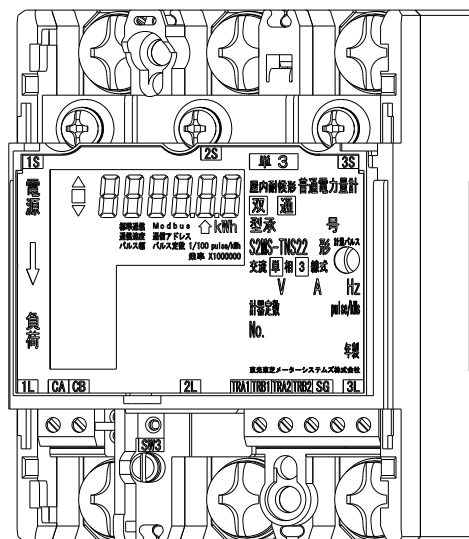 1S
2S
単 3
3S
電源
負荷
kWh
標準通信 Modbus
通信速度 通信アドレス
パルス幅 パルス定数 1/100 pulse/kWh
乗率 X1000000
屋内耐候形 普通電力量計
双 通
型承 号
S2MS-TMS22 形
計量パルス
交流 単 相 3 線式
V A Hz
計器定数 pulse/kWs
No.
年製
東光東芝メーターシステムズ株式会社
1L CA CB 2L TRA1 TRB1 TRA2 TRB2 SG 3L
SW3